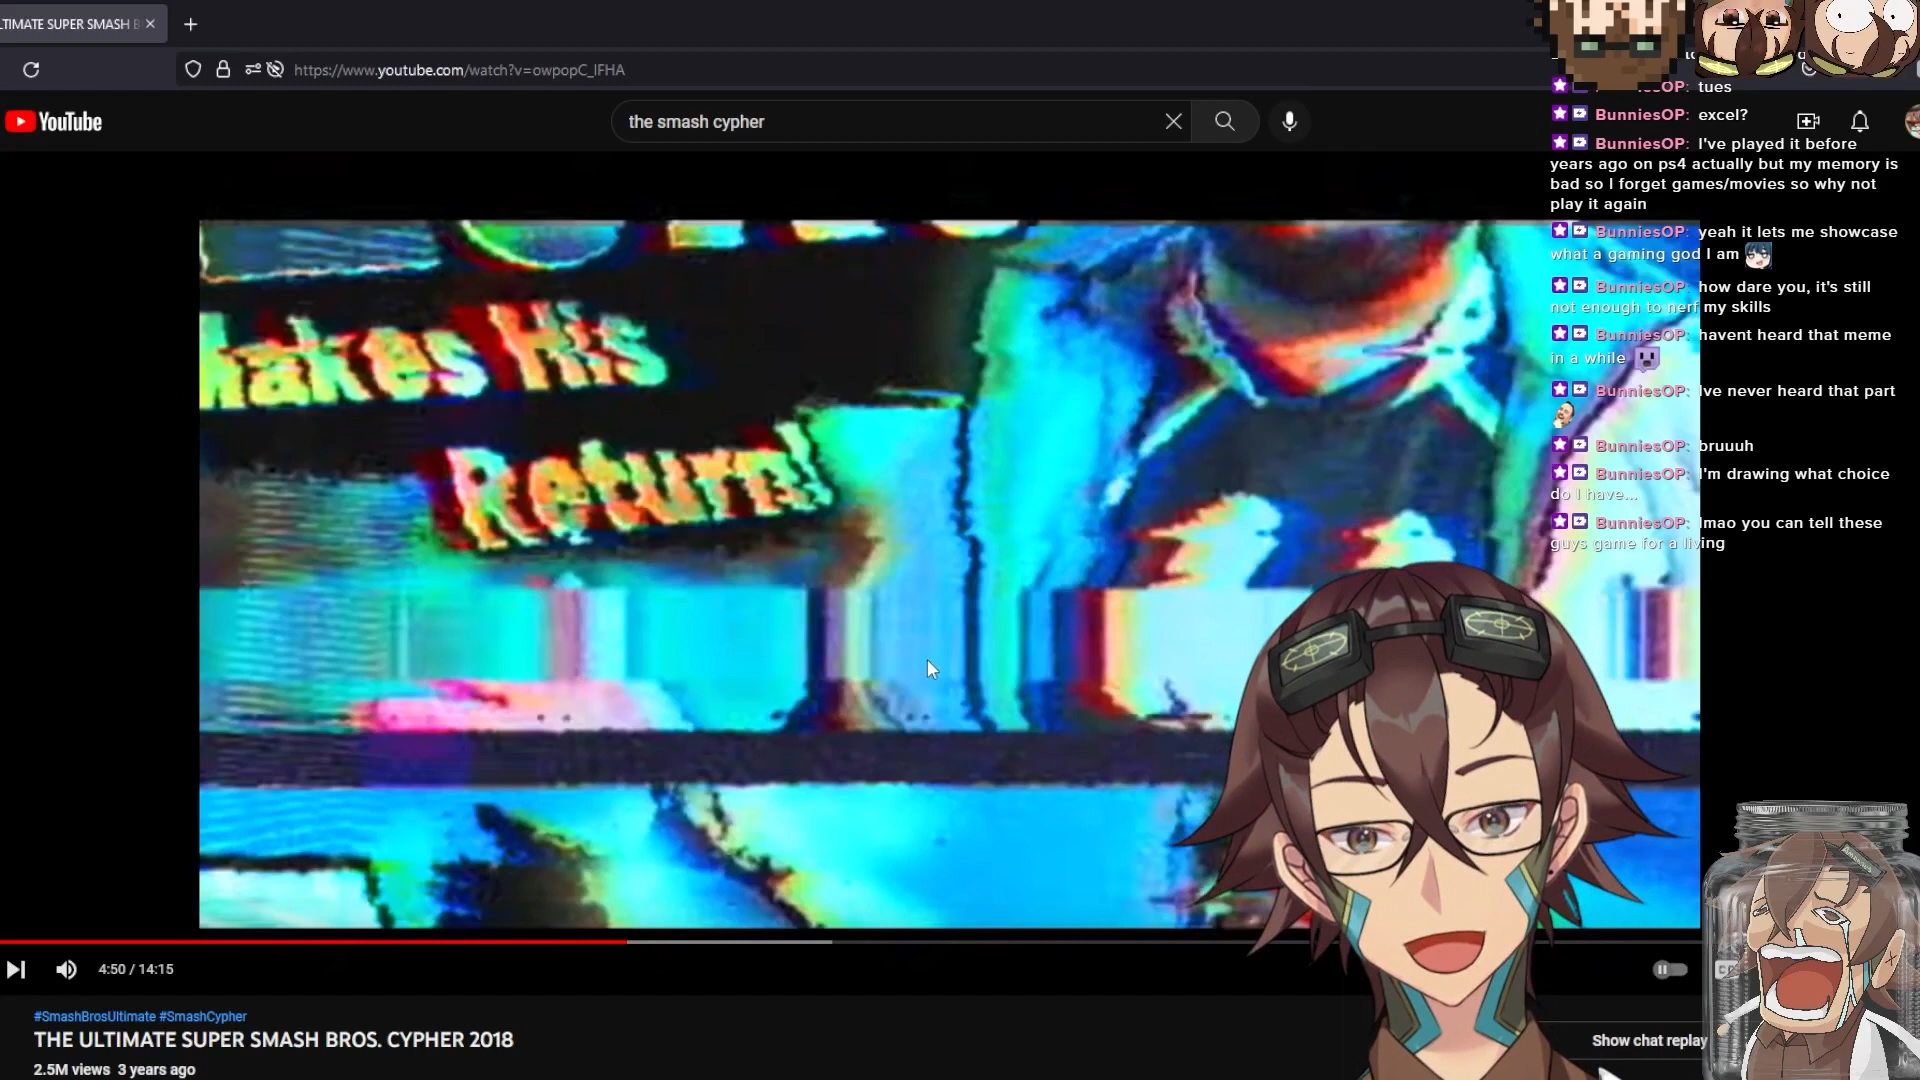 LTIMATE SUPER SMASH B
https://www.youtube.com/watch?v=owpopC_lFHA
YouTube
the smash cypher
BunniesOP: tues
BunniesOP: excel?
BunniesOP: I've played it before
years ago on ps4 actually but my memory is
bad so I forget games/movies so why not
play it again
BunniesOP: yeah it lets me showcase
what a gaming god I am
BunniesOP: how dare you, it's still
not enough to nerf my skills
BunniesOP: havent heard that meme
in a while
BunniesOP: Ive never heard that part
BunniesOP: bruuuh
BunniesOP: I'm drawing what choice
do I have...
BunniesOP: lmao you can tell these
guys game for a living
Makes His
Return!
4:50 / 14:15
#SmashBrosUltimate #SmashCypher
THE ULTIMATE SUPER SMASH BROS. CYPHER 2018
2.5M views 3 years ago
Show chat replay